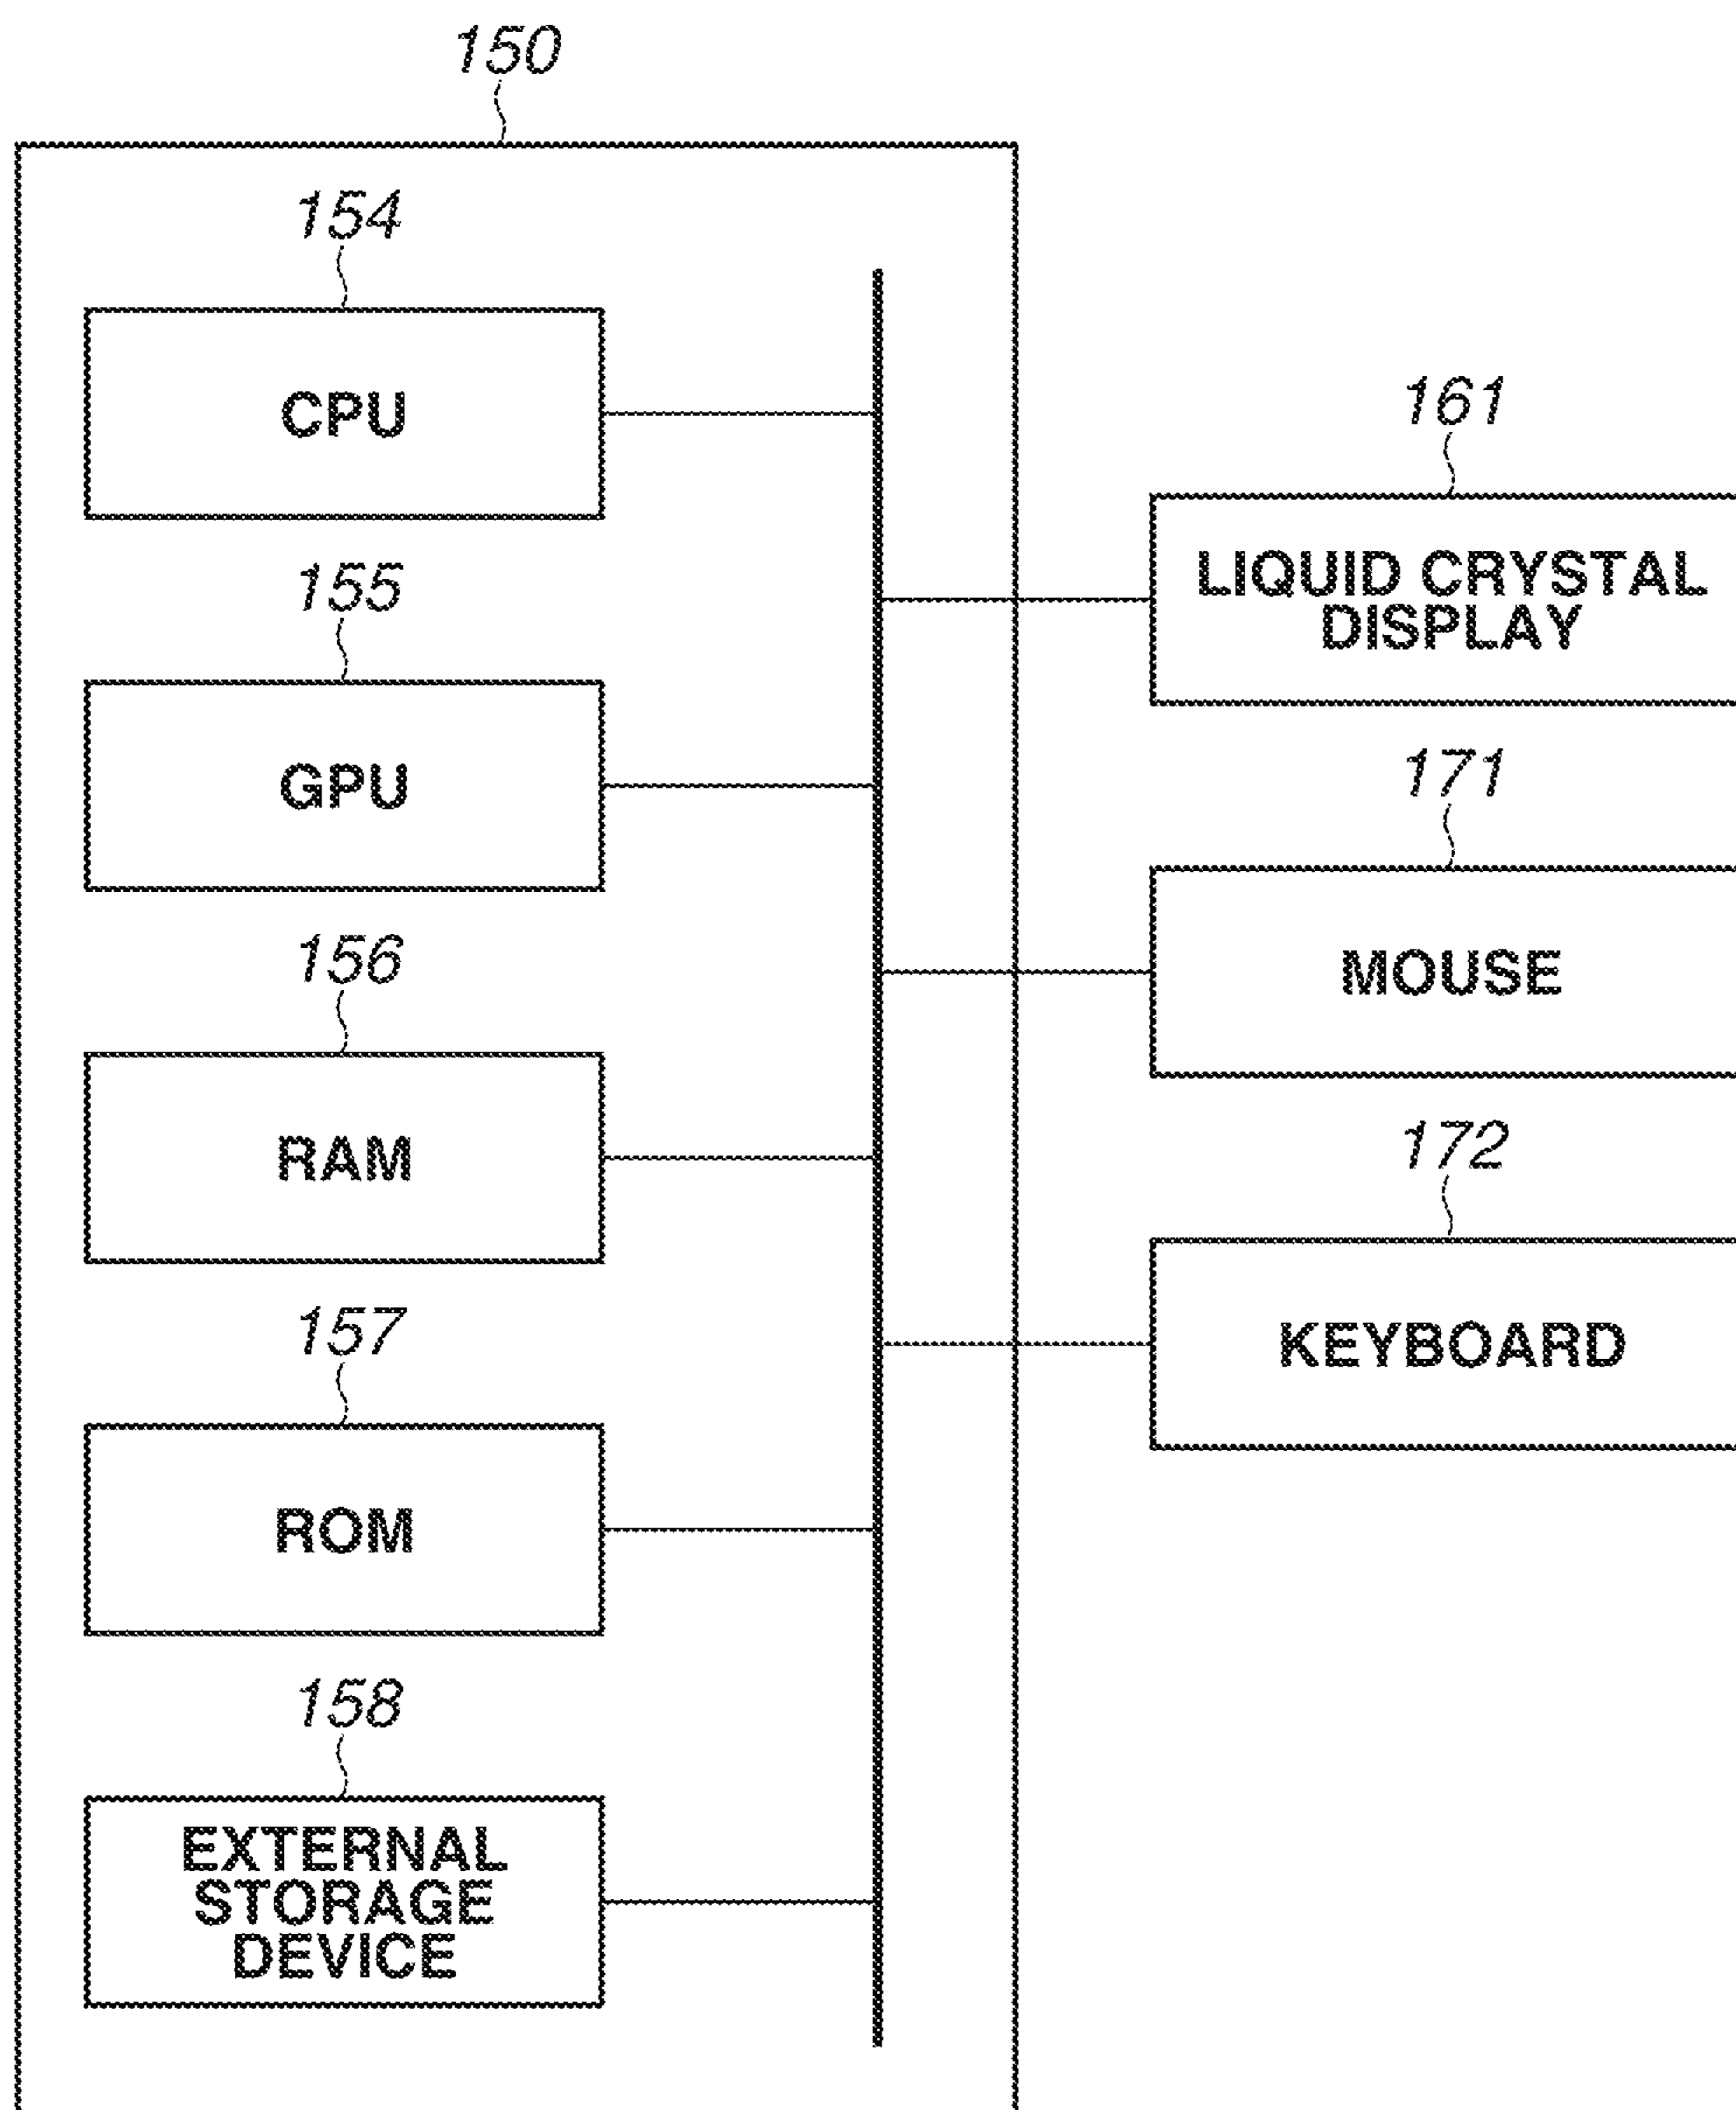 150
154
CPU
155
GPU
156
RAM
157
ROM
158
EXTERNAL
STORAGE
DEVICE
161
LIQUID CRYSTAL
DISPLAY
171
MOUSE
172
KEYBOARD